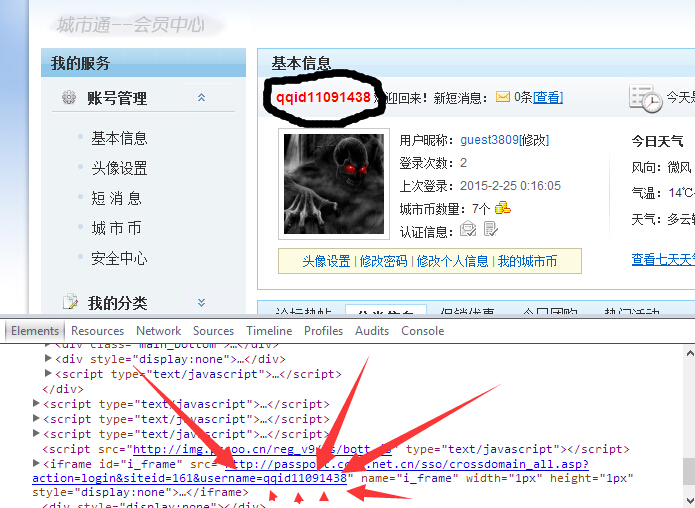 城市通--会员中心
我的服务
账号管理
基本信息
头像设置
短 消 息
城 市 币
安全中心
我的分类
基本信息
qqid11091438 迎回来！新短消息： 0条[查看]
今天是
用户昵称：guest3809[修改]
登录次数：2
上次登录：2015-2-25 0:16:05
城市币数量：7个
认证信息：
头像设置 | 修改密码 | 修改个人信息 | 我的城市币
今日天气
风向：微风
气温：14℃
天气：多云
查看七天天
Elements Resources Network Sources Timeline Profiles Audits Console
<div class="main_bottom">…</div>
<div style="display:none">…</div>
<script type="text/javascript">…</script>
</div>
<script type="text/javascript">…</script>
<script type="text/javascript">…</script>
<script type="text/javascript">…</script>
<script src="http://img. type="text/javascript"></script>
<iframe id="i_frame" src="http://passport. .net.cn/sso/crossdomain_all.asp?
action=login&siteid=161&username=qqid11091438" name="i_frame" width="1px" height="1px"
style="display:none">…</iframe>
<div style="display:none">…</div>